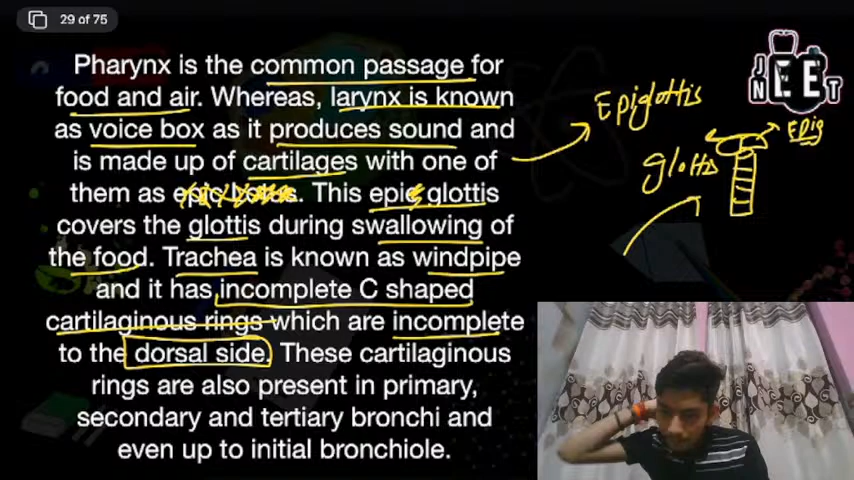 29 of 75
Pharynx is the common passage for
food and air. Whereas, larynx is known
as voice box as it produces sound and
is made up of cartilages with one of
them as . This epi glottis
covers the glottis during swallowing of
the food. Trachea is known as windpipe
and it has incomplete C shaped
cartilaginous rings which are incomplete
to the dorsal side. These cartilaginous
rings are also present in primary,
secondary and tertiary bronchi and
even up to initial bronchiole.
Epiglottis
Epig
glottis
J
NEET